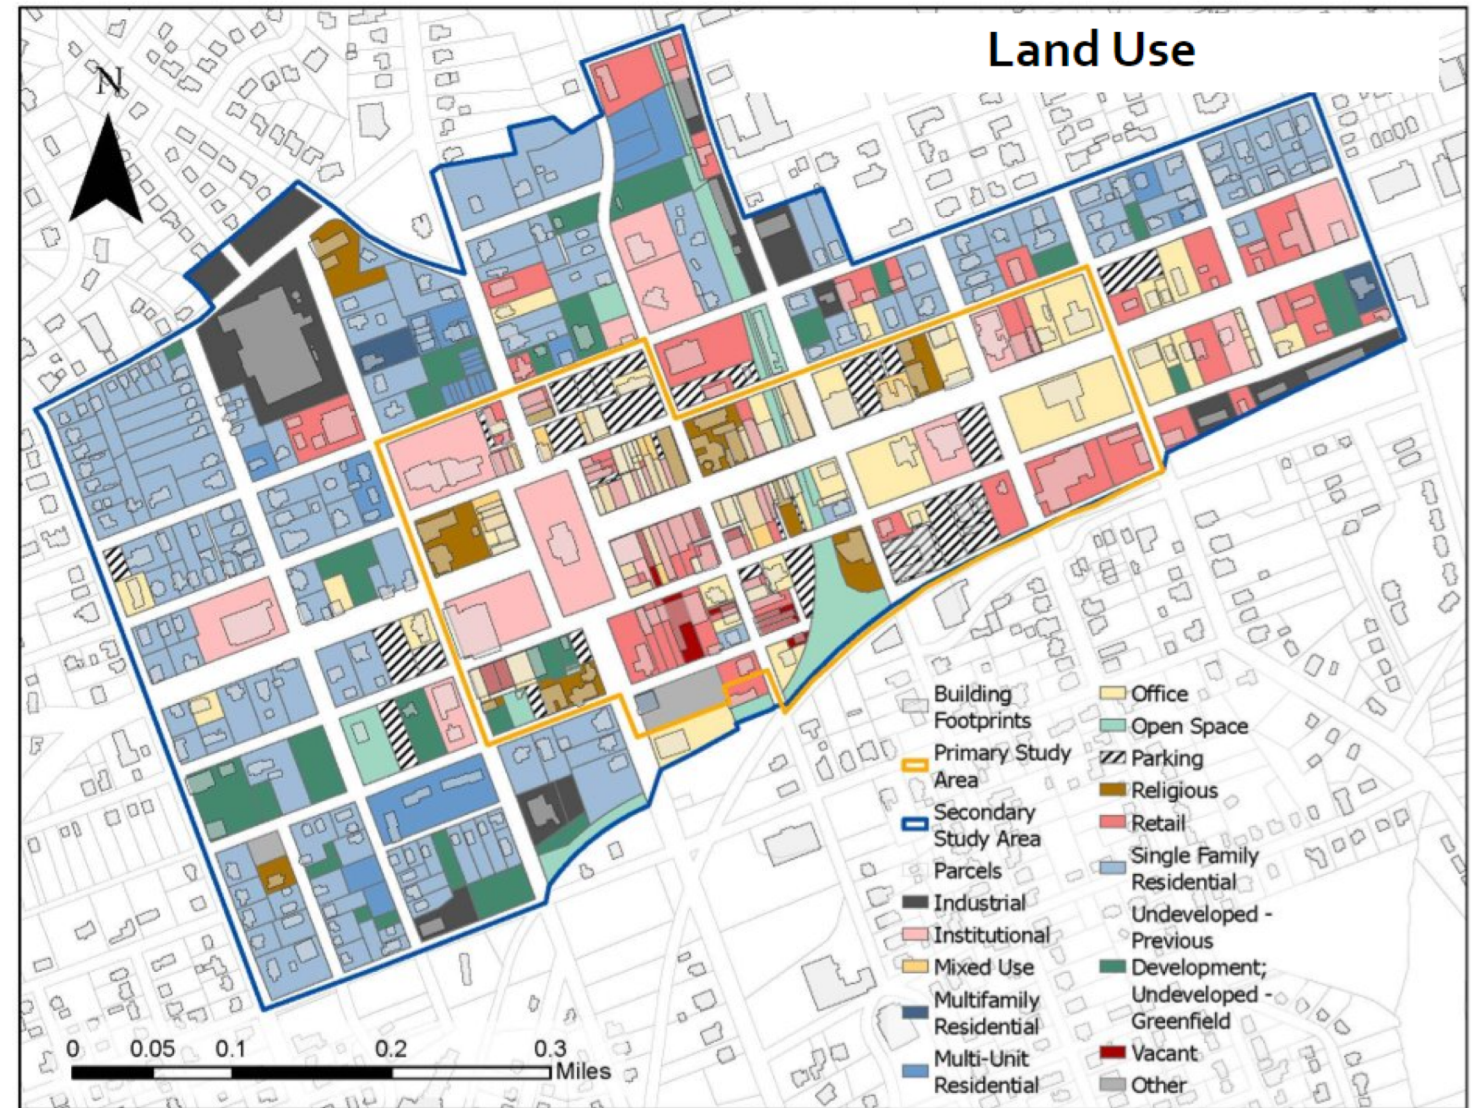 Land Use
N
Building
Footprints
Primary Study
Area
Secondary
Study Area
Parcels
Industrial
Institutional
Mixed Use
Multifamily
Residential
Multi-Unit
Residential
Office
Open Space
Parking
Religious
Retail
Single Family
Residential
Undeveloped -
Previous
Development;
Undeveloped -
Greenfield
Vacant
Other
0 0.05 0.1 0.2 0.3
Miles